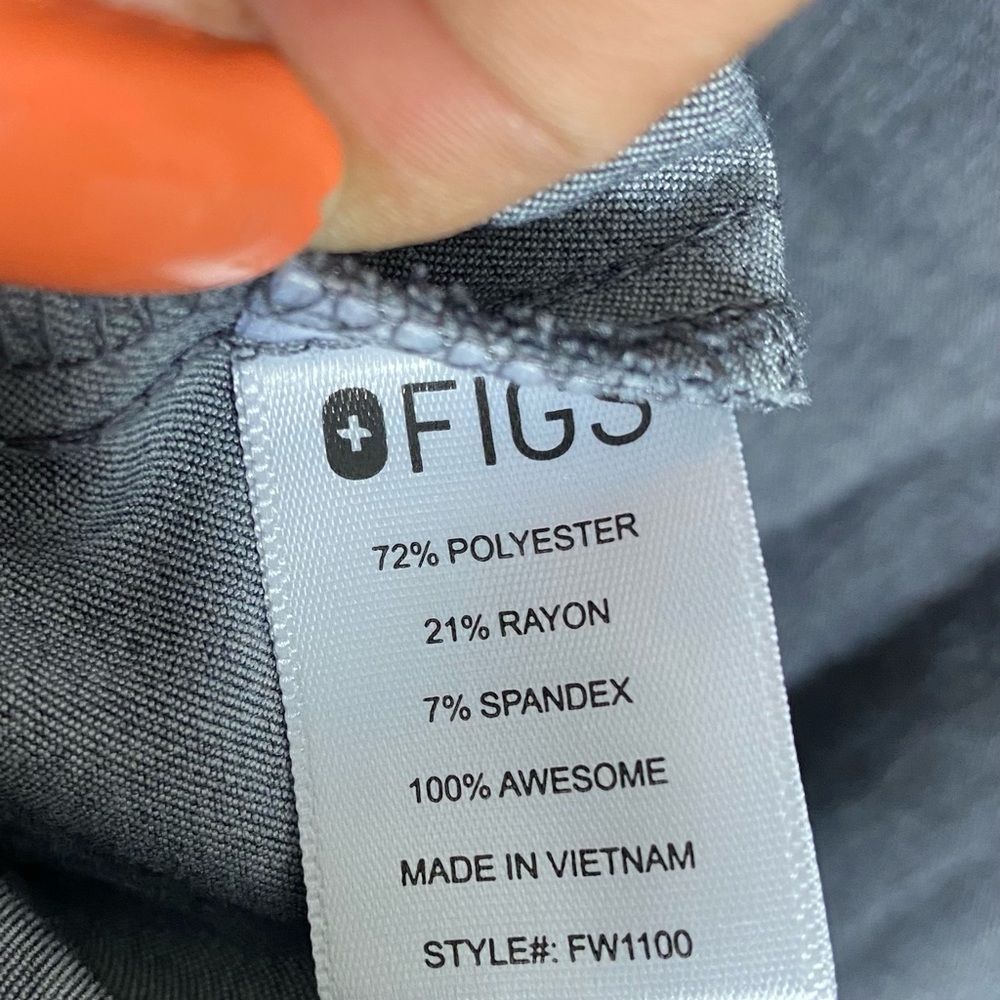 FIGS
72% POLYESTER
21% RAYON
7% SPANDEX
100% AWESOME
MADE IN VIETNAM
STYLE#: FW1100